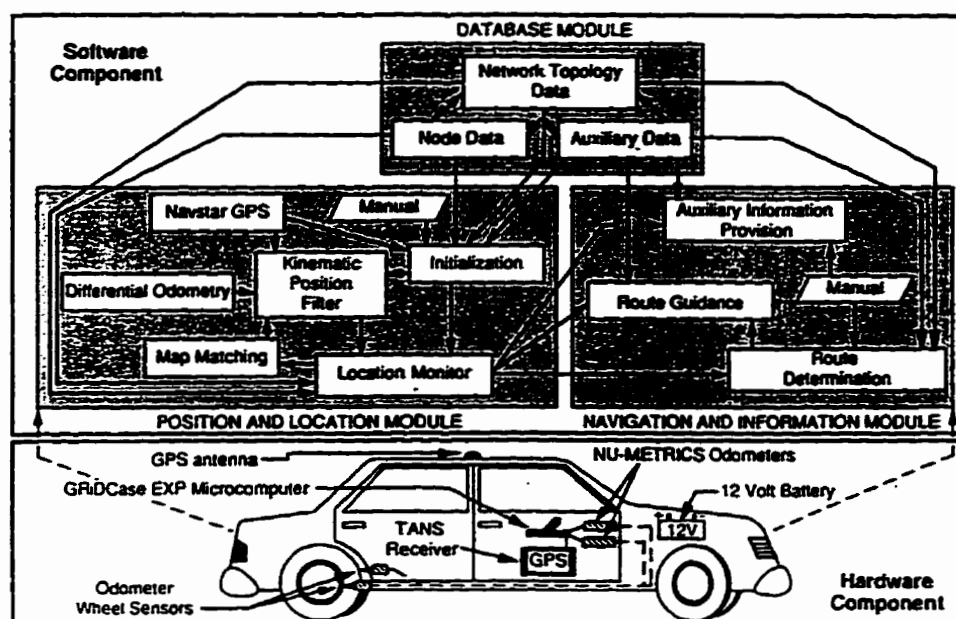 DATABASE MODULE
Software
Component
Network Topology
Data
Node Data
Auxiliary Data
Navstar GPS
Manual
Auxiliary Information
Provision
Kinematic
Position
Filter
Initialization
Differential Odometry
Route Guidance
Manual
Map Matching
Location Monitor
Route
Determination
POSITION AND LOCATION MODULE
NAVIGATION AND INFORMATION MODULE
GPS antenna
NU-METRICS Odometers
GRiDCase EXP Microcomputer
12 Volt Battery
TANS
Receiver
GPS
12V
Odometer
Wheel Sensors
Hardware
Component